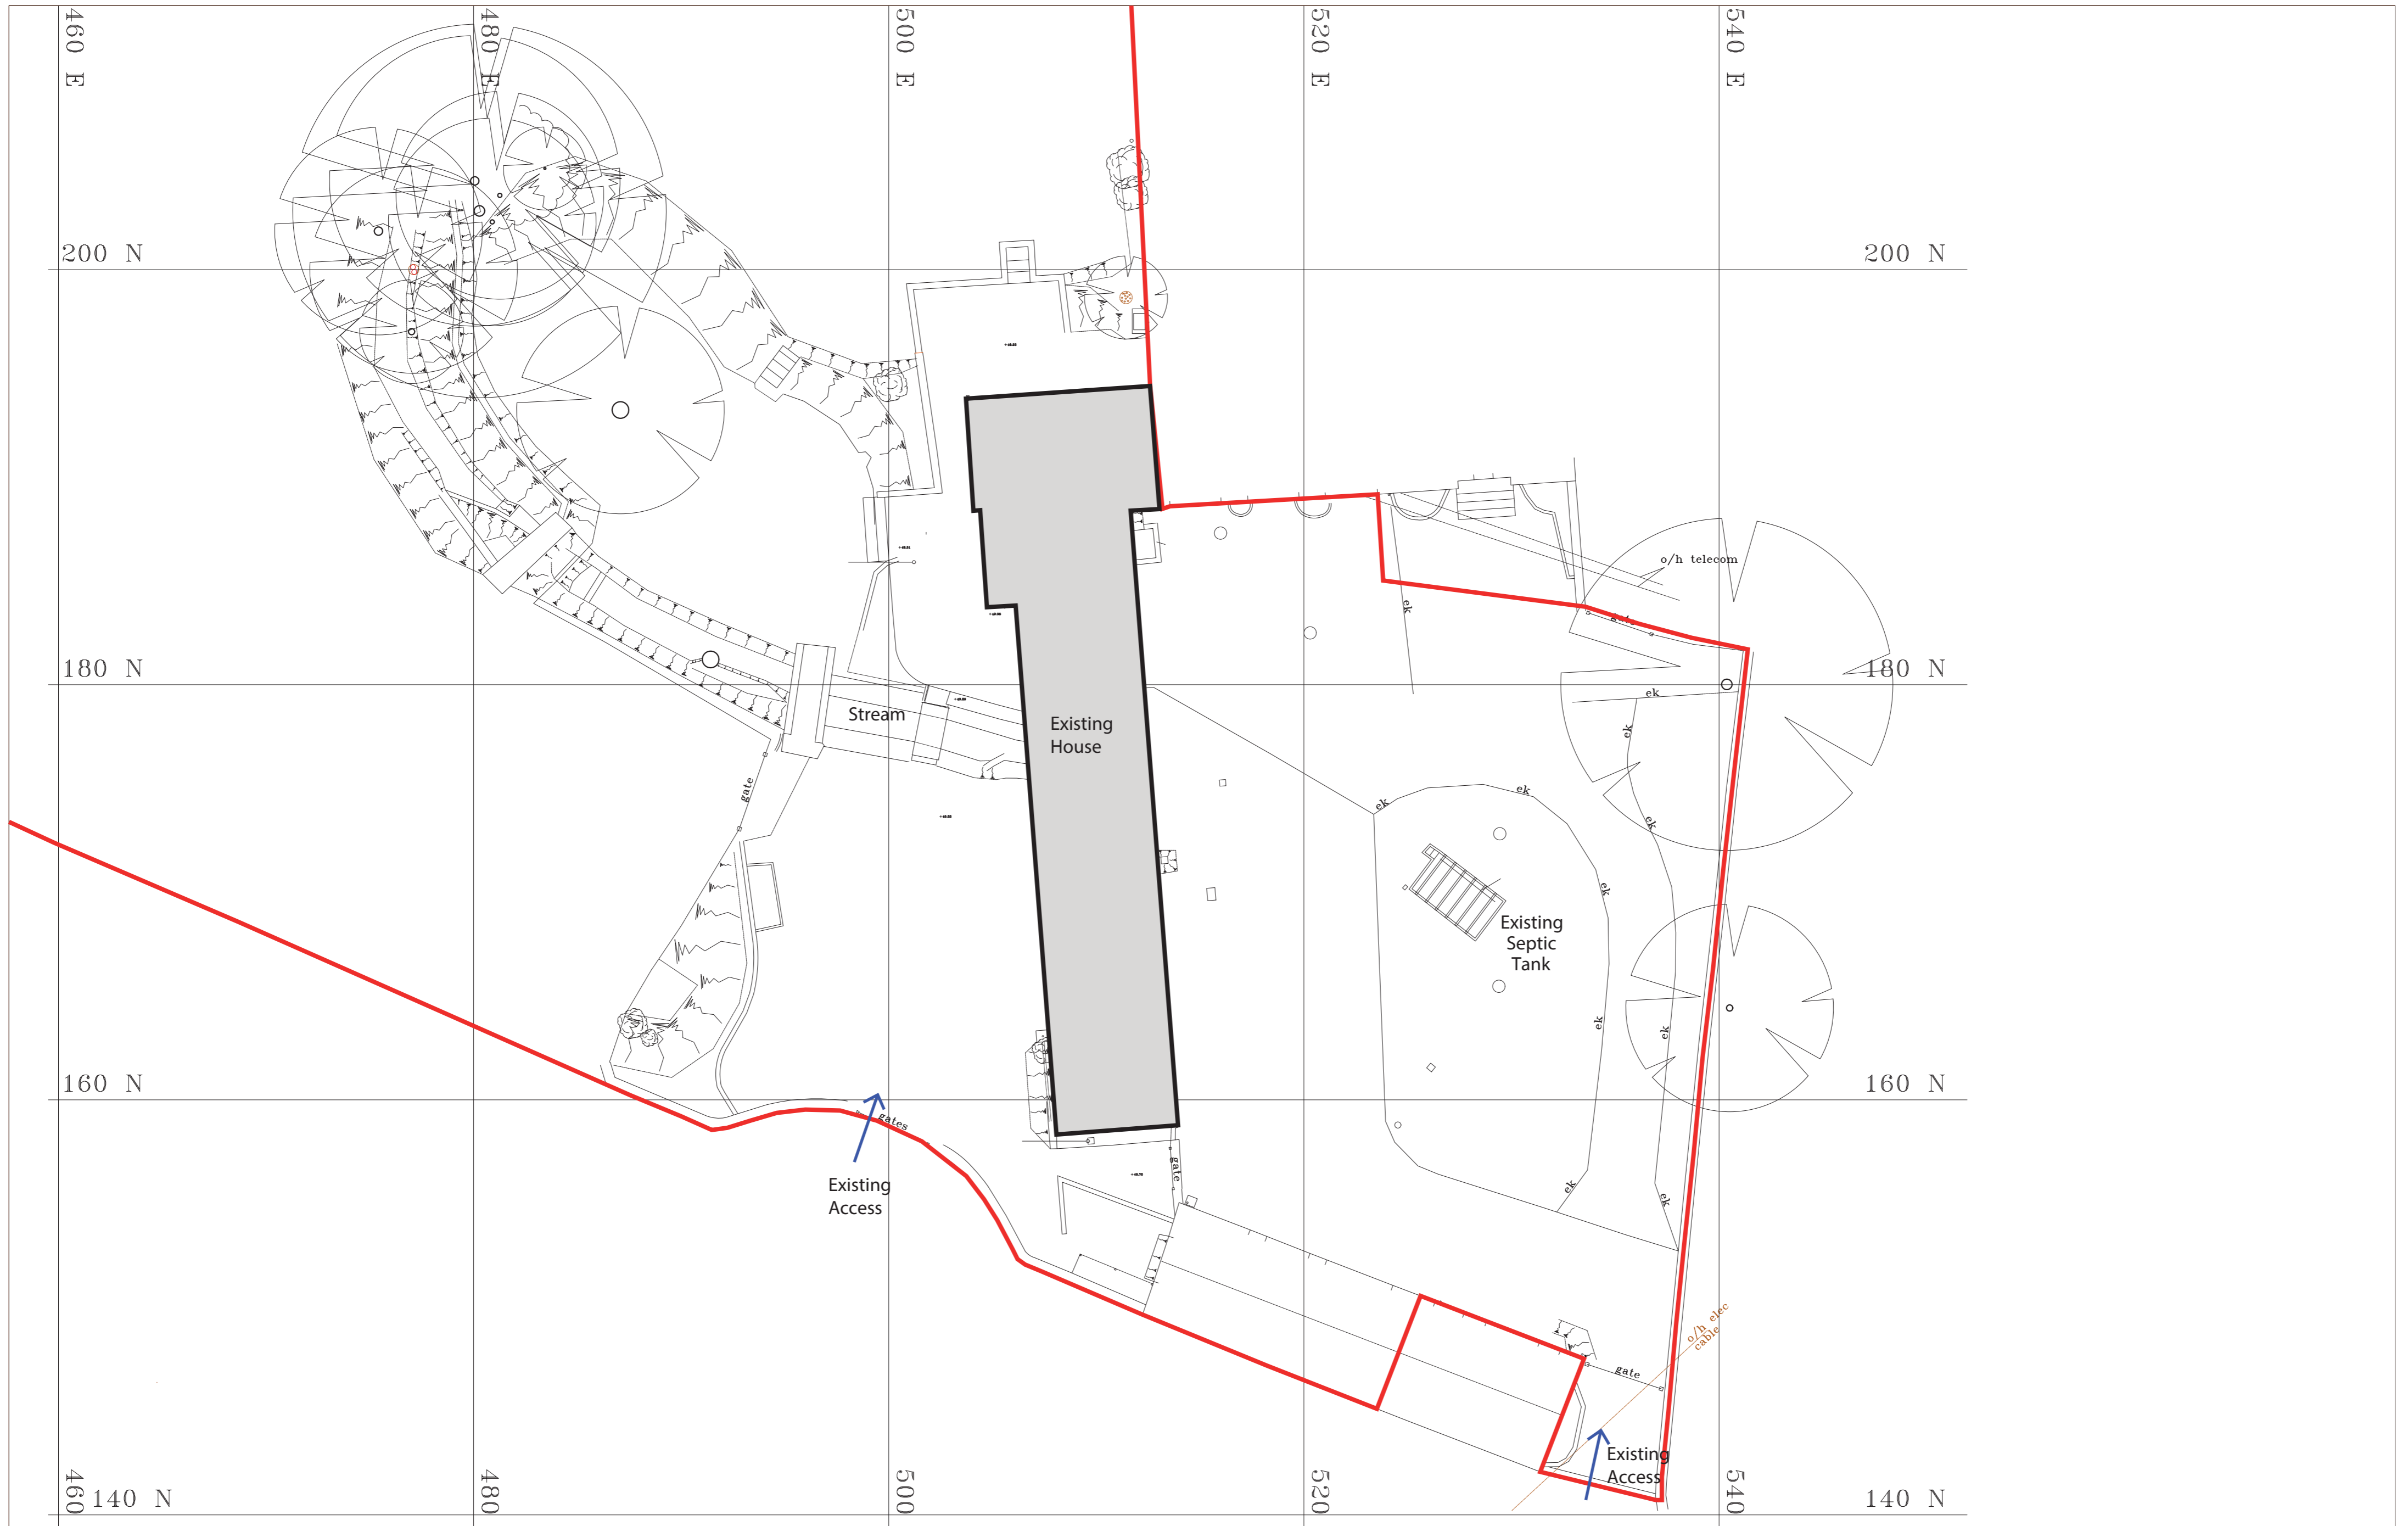 460 E
480 E
500 E
520 E
540 E
200 N
200 N
o/h telecom
ek
gate
180 N
180 N
ek
ek
Stream
Existing
House
gate
ek
ek
ek
ek
Existing
Septic
Tank
ek
ek
160 N
160 N
gates
Existing
Access
gate
ek
ek
o/h elec
cable
gate
Existing
Access
460
480
500
520
540
140 N
140 N